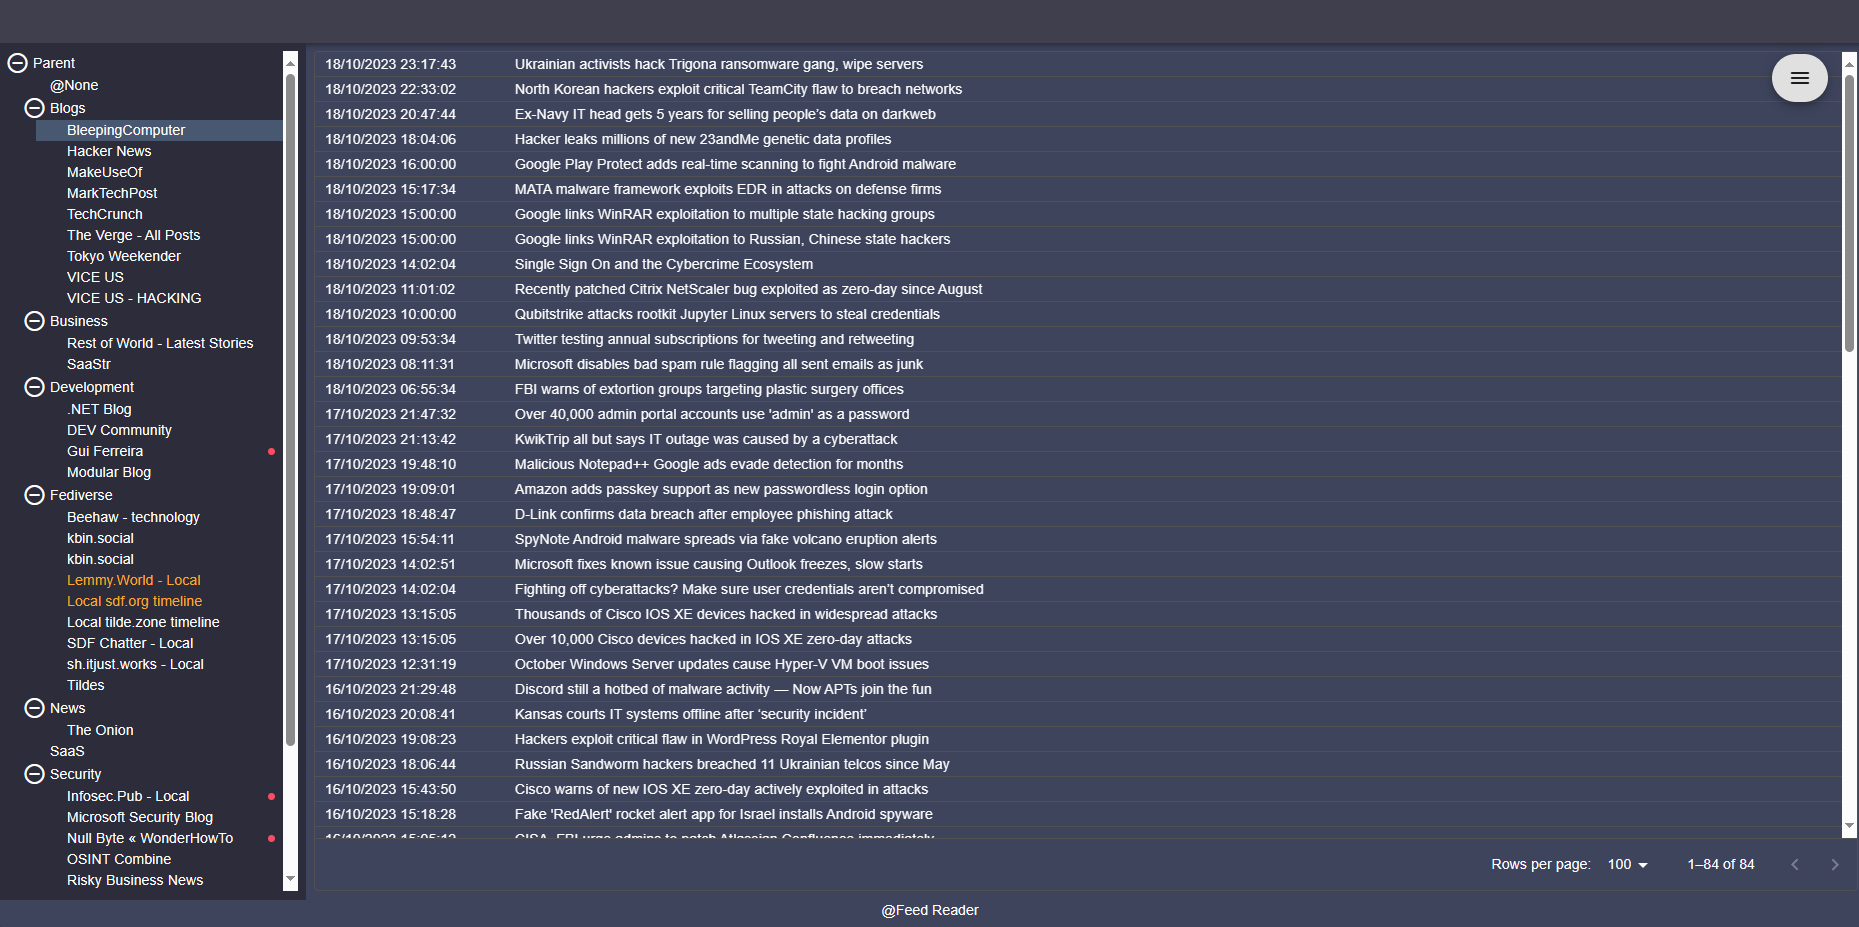 Parent
@None
Blogs
BleepingComputer
Hacker News
MakeUseOf
MarkTechPost
TechCrunch
The Verge - All Posts
Tokyo Weekender
VICE US
VICE US - HACKING
Business
Rest of World - Latest Stories
SaaStr
Development
.NET Blog
DEV Community
Gui Ferreira
Modular Blog
Fediverse
Beehaw - technology
kbin.social
kbin.social
Lemmy.World - Local
Local sdf.org timeline
Local tilde.zone timeline
SDF Chatter - Local
sh.itjust.works - Local
Tildes
News
The Onion
SaaS
Security
Infosec.Pub - Local
Microsoft Security Blog
Null Byte « WonderHowTo
OSINT Combine
Risky Business News
18/10/2023 23:17:43 Ukrainian activists hack Trigona ransomware gang, wipe servers
18/10/2023 22:33:02 North Korean hackers exploit critical TeamCity flaw to breach networks
18/10/2023 20:47:44 Ex-Navy IT head gets 5 years for selling people’s data on darkweb
18/10/2023 18:04:06 Hacker leaks millions of new 23andMe genetic data profiles
18/10/2023 16:00:00 Google Play Protect adds real-time scanning to fight Android malware
18/10/2023 15:17:34 MATA malware framework exploits EDR in attacks on defense firms
18/10/2023 15:00:00 Google links WinRAR exploitation to multiple state hacking groups
18/10/2023 15:00:00 Google links WinRAR exploitation to Russian, Chinese state hackers
18/10/2023 14:02:04 Single Sign On and the Cybercrime Ecosystem
18/10/2023 11:01:02 Recently patched Citrix NetScaler bug exploited as zero-day since August
18/10/2023 10:00:00 Qubitstrike attacks rootkit Jupyter Linux servers to steal credentials
18/10/2023 09:53:34 Twitter testing annual subscriptions for tweeting and retweeting
18/10/2023 08:11:31 Microsoft disables bad spam rule flagging all sent emails as junk
18/10/2023 06:55:34 FBI warns of extortion groups targeting plastic surgery offices
17/10/2023 21:47:32 Over 40,000 admin portal accounts use 'admin' as a password
17/10/2023 21:13:42 KwikTrip all but says IT outage was caused by a cyberattack
17/10/2023 19:48:10 Malicious Notepad++ Google ads evade detection for months
17/10/2023 19:09:01 Amazon adds passkey support as new passwordless login option
17/10/2023 18:48:47 D-Link confirms data breach after employee phishing attack
17/10/2023 15:54:11 SpyNote Android malware spreads via fake volcano eruption alerts
17/10/2023 14:02:51 Microsoft fixes known issue causing Outlook freezes, slow starts
17/10/2023 14:02:04 Fighting off cyberattacks? Make sure user credentials aren’t compromised
17/10/2023 13:15:05 Thousands of Cisco IOS XE devices hacked in widespread attacks
17/10/2023 13:15:05 Over 10,000 Cisco devices hacked in IOS XE zero-day attacks
17/10/2023 12:31:19 October Windows Server updates cause Hyper-V VM boot issues
16/10/2023 21:29:48 Discord still a hotbed of malware activity — Now APTs join the fun
16/10/2023 20:08:41 Kansas courts IT systems offline after ‘security incident’
16/10/2023 19:08:23 Hackers exploit critical flaw in WordPress Royal Elementor plugin
16/10/2023 18:06:44 Russian Sandworm hackers breached 11 Ukrainian telcos since May
16/10/2023 15:43:50 Cisco warns of new IOS XE zero-day actively exploited in attacks
16/10/2023 15:18:28 Fake 'RedAlert' rocket alert app for Israel installs Android spyware
16/10/2023 15:05:12 CISA, FBI urge admins to patch Atlassian Confluence immediately
Rows per page: 100 1–84 of 84
@Feed Reader